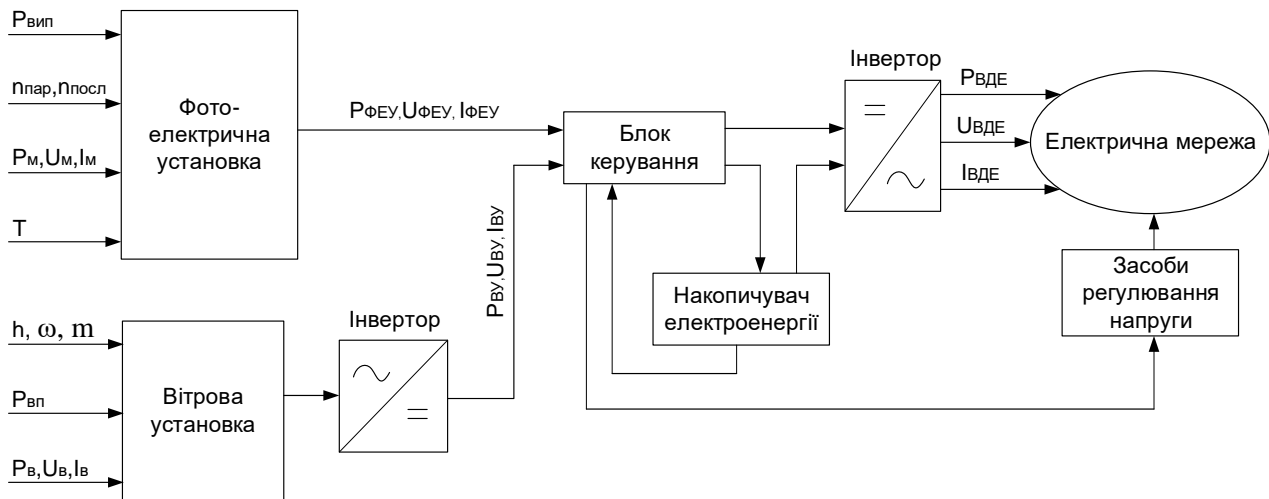 Pвип
nпар,nпосл
Pм,Uм,Iм
T
Фото-
електрична
установка
PФЕУ,UФЕУ, IФЕУ
Блок
керування
Інвертор
PВДЕ
UВДЕ
IВДЕ
Електрична мережа
Засоби
регулювання
напруги
Накопичувач
електроенергії
PВУ,UВУ, IВУ
h, ω, m
Pвп
Pв,Uв,Iв
Вітрова
установка
Інвертор